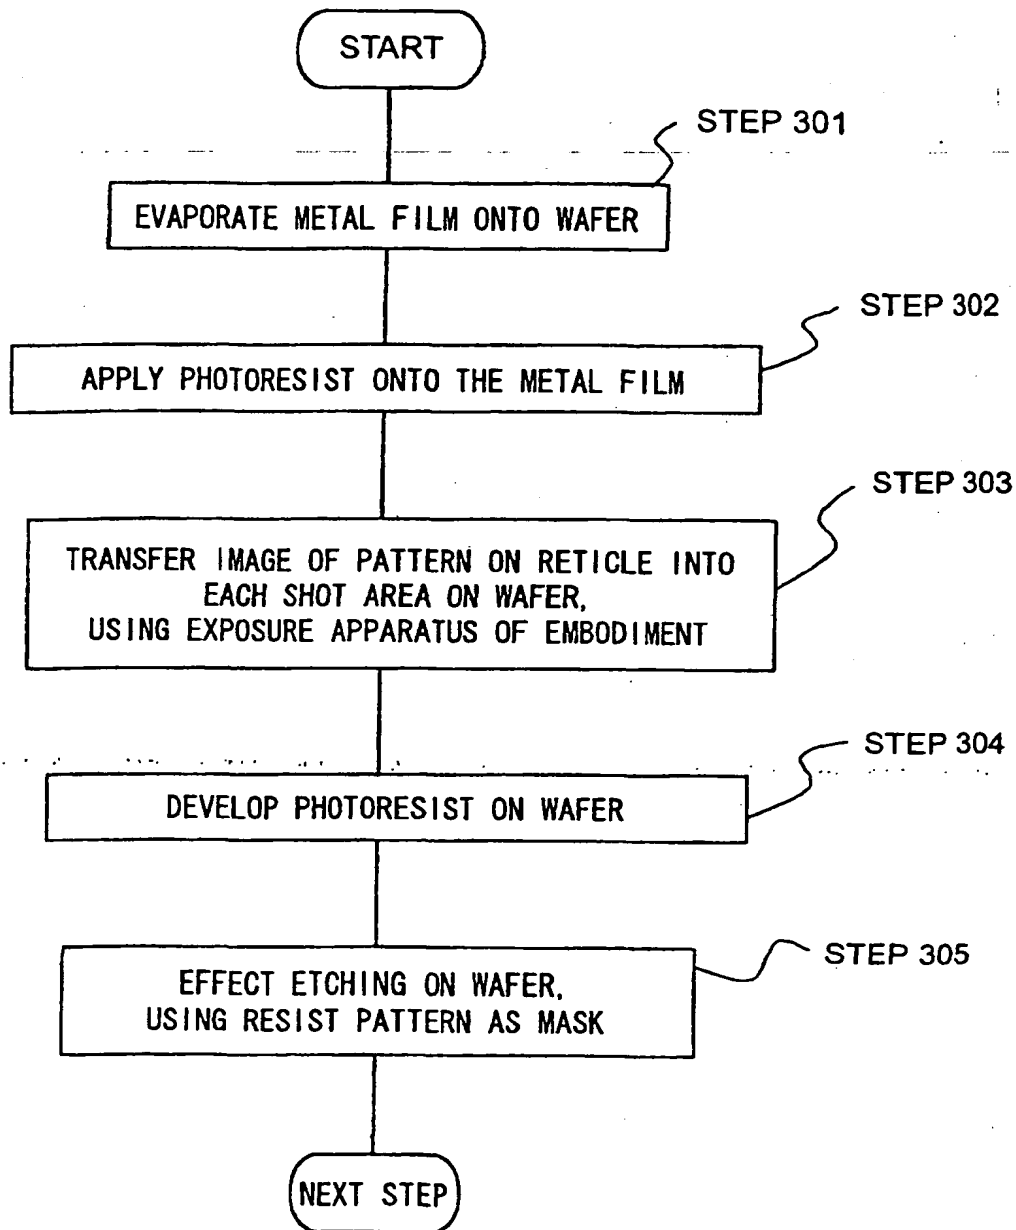 START
STEP 301
EVAPORATE METAL FILM ONTO WAFER
STEP 302
APPLY PHOTORESIST ONTO THE METAL FILM
STEP 303
TRANSFER IMAGE OF PATTERN ON RETICLE INTO
EACH SHOT AREA ON WAFER,
USING EXPOSURE APPARATUS OF EMBODIMENT
STEP 304
DEVELOP PHOTORESIST ON WAFER
STEP 305
EFFECT ETCHING ON WAFER,
USING RESIST PATTERN AS MASK
NEXT STEP